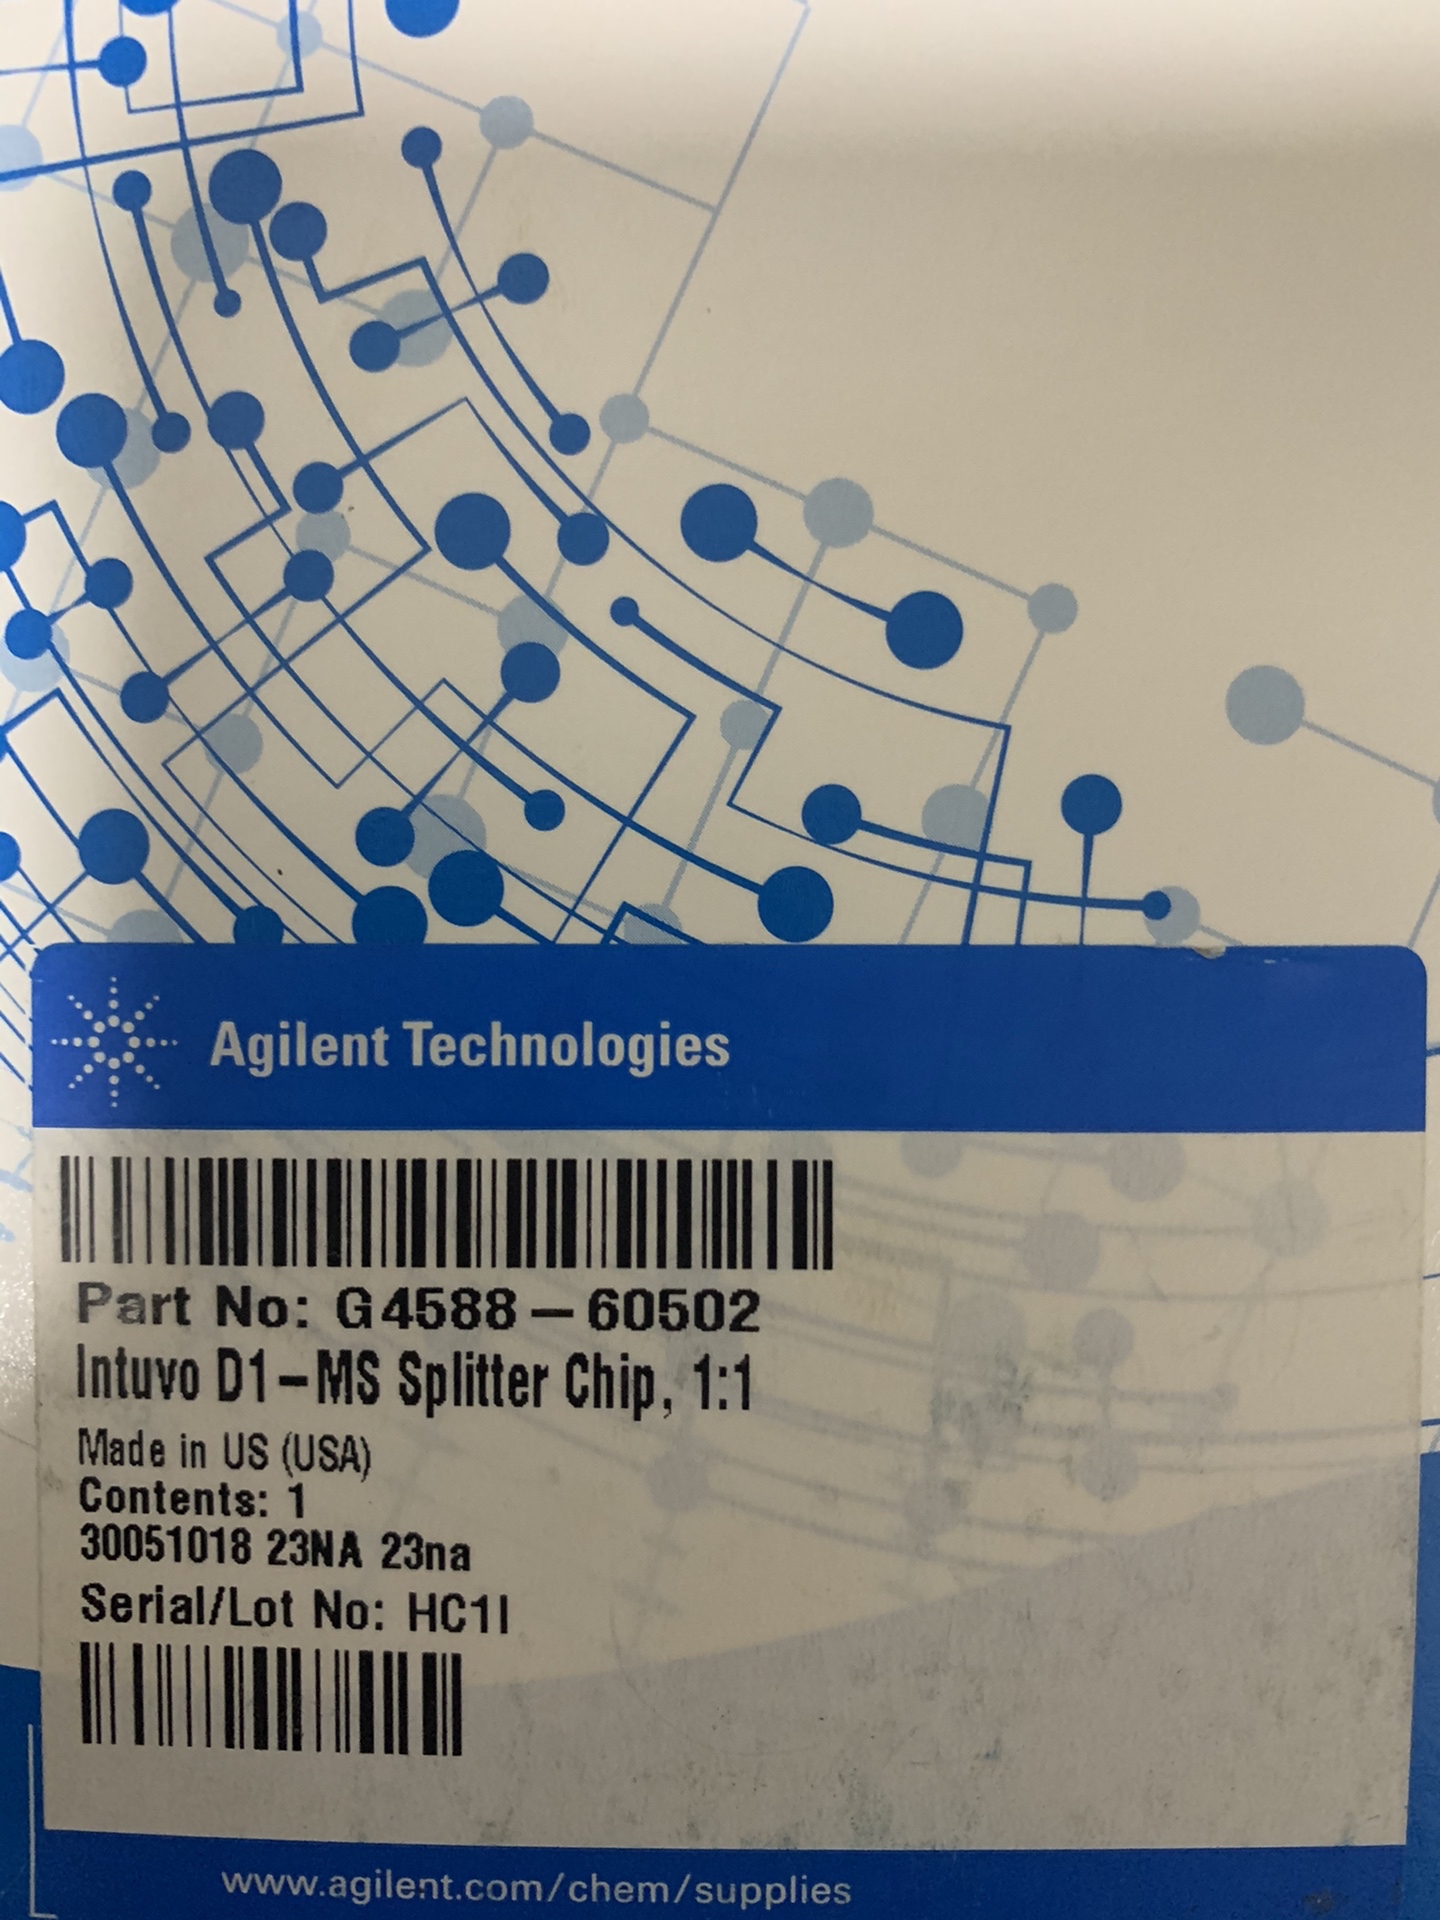 Agilent Technologies
Part No: G4588-60502
Intuvo D1-MS Splitter Chip, 1:1
Made in US (USA)
Contents: 1
30051018 23NA 23na
Serial/Lot No: HC1I
www.agilent.com/chem/supplies